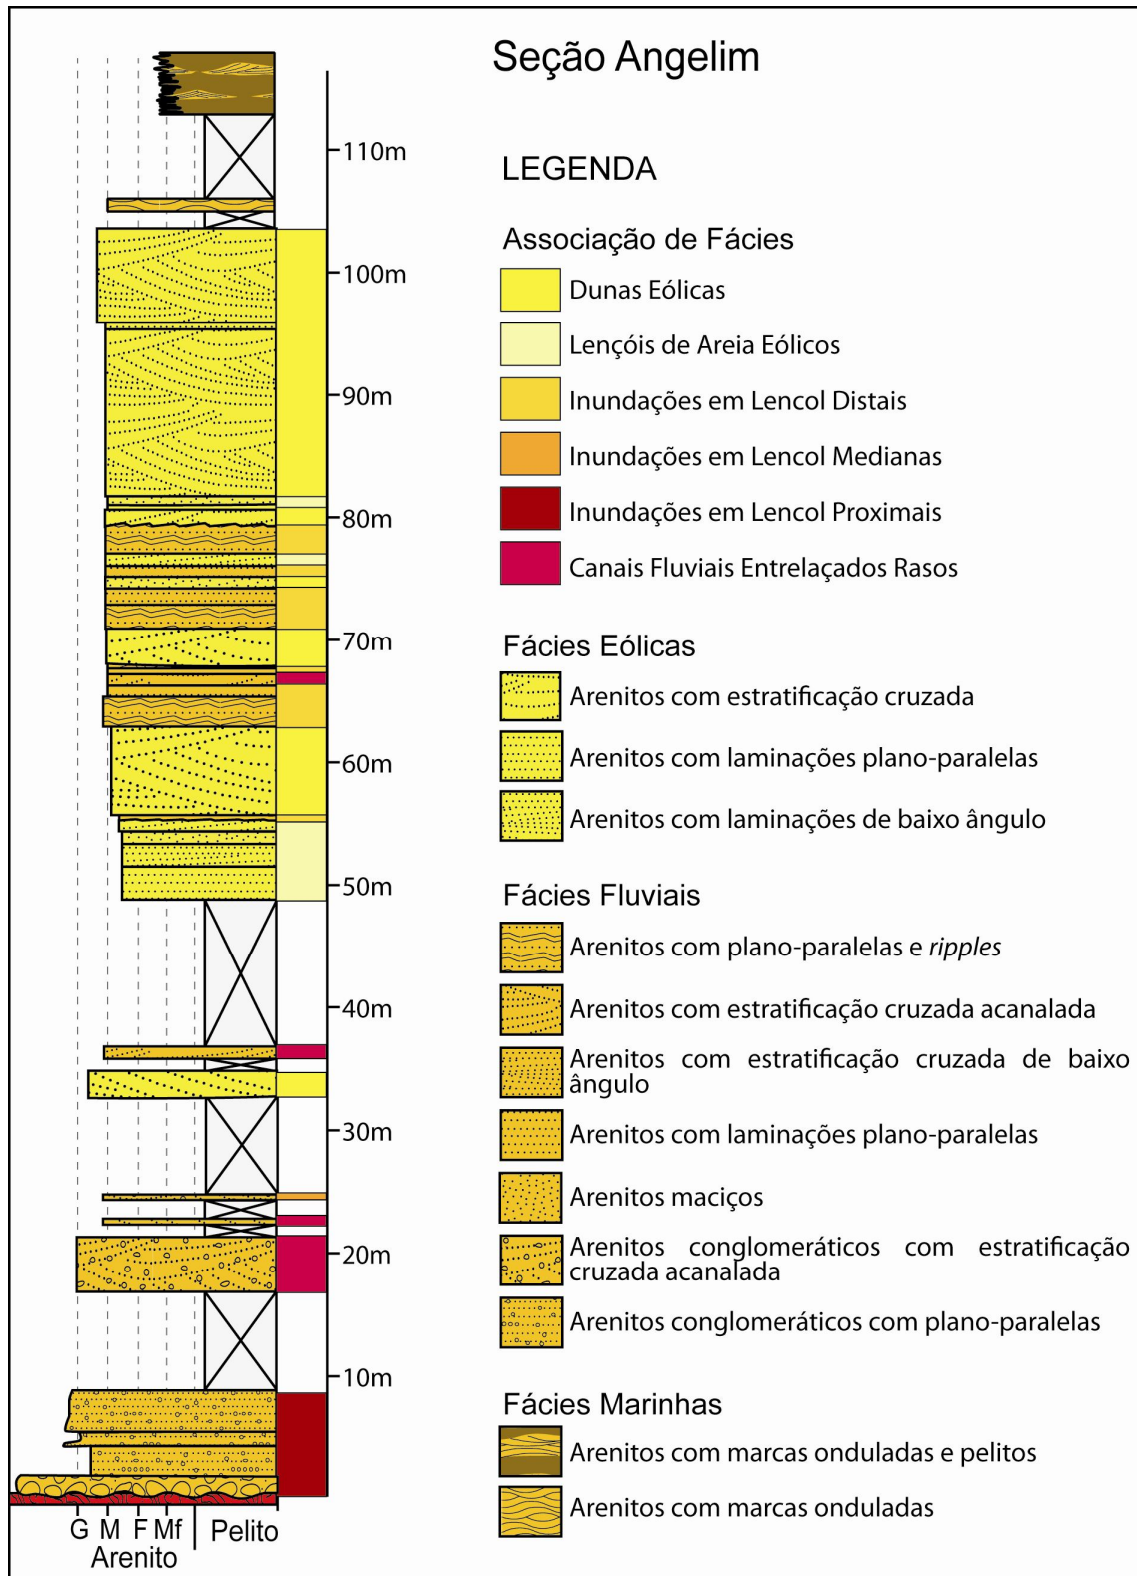 Seção Angelim
LEGENDA
Associação de Fácies
Dunas Eólicas
Lençóis de Areia Eólicos
Inundações em Lencol Distais
Inundações em Lencol Medianas
Inundações em Lencol Proximais
Canais Fluviais Entrelaçados Rasos
Fácies Eólicas
Arenitos com estratificação cruzada
Arenitos com laminações plano-paralelas
Arenitos com laminações de baixo ângulo
Fácies Fluviais
Arenitos com plano-paralelas e ripples
Arenitos com estratificação cruzada acanalada
Arenitos com estratificação cruzada de baixo
ângulo
Arenitos com laminações plano-paralelas
Arenitos maciços
Arenitos conglomeráticos com estratificação
cruzada acanalada
Arenitos conglomeráticos com plano-paralelas
Fácies Marinhas
Arenitos com marcas onduladas e pelitos
Arenitos com marcas onduladas
110m
100m
90m
80m
70m
60m
50m
40m
30m
20m
10m
G M F Mf Pelito
Arenito